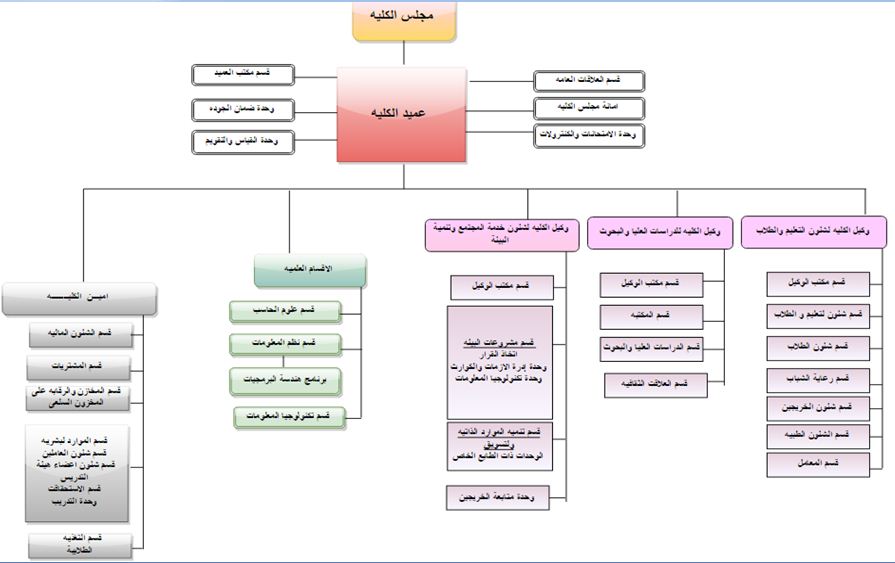 مجلس الكليه
عميد الكليه
قسم العلاقات العامه
امانة مجلس الكليه
وحدة الامتحانات والكنترولات
قسم مكتب العميد
وحدة ضمان الجوده
وحدة القياس والتقويم
وكيل الكليه لشئون التعليم والطلاب
قسم مكتب الوكيل
قسم شئون لتعليم و الطلاب
قسم شئون الطلاب
قسم رعاية الشباب
قسم شئون الخريجين
قسم الشئون الطبيه
قسم المعامل
وكيل الكليه للدراسات العليا والبحوث
قسم مكتب الوكيل
قسم المكتبه
قسم الدراسات العليا والبحوث
قسم العلاقت الثقافيه
وكيل الكليه لشئون خدمة المجتمع وتنمية
البيئة
قسم مكتب الوكيل
قسم مشروعات البيئه
اتخاذ القرار
وحدة إدرة الازمات والكوارث
وحدة تكنولوجيا المعلومات
قسم تنميه الموارد الذاتيه
ولتسويق
الوحدات ذات الطابع الخاص
وحدة متابعة الخريجين
الاقسام العلميه
قسم علوم الحاسب
قسم نظم المعلومات
برنامج هندسة البرمجيات
قسم تكنولوجيا المعلومات
اميـن الكليـــــه
قسم الشئون الماليه
قسم المشتريات
قسم المخازن والرقابه على
المخزون السلعى
قسم الموارد لبشريه
قسم شئون العاملين
قسم شئون اعضاء هيئة
التدريس
قسم الاستحقاقت
وحدة التدريب
قسم التغذيه
الطلابية